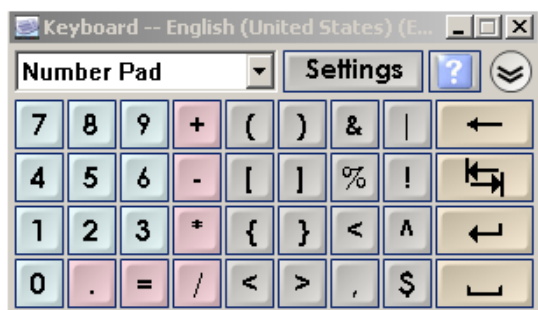 Keyboard -- English (United States) (E...
Number Pad Settings ?
7 8 9 + ( ) & | ←
4 5 6 - [ ] % ! ↹
1 2 3 * { } < ^ ↵
0 . = / < > , $ ⎵